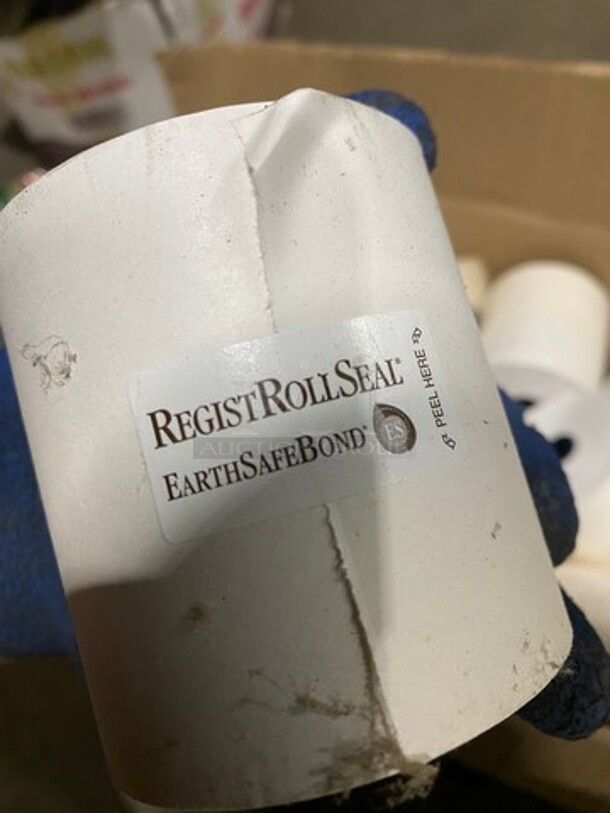 REGISTROLLSEAL®
EARTHSAFEBOND® ES
PEEL HERE